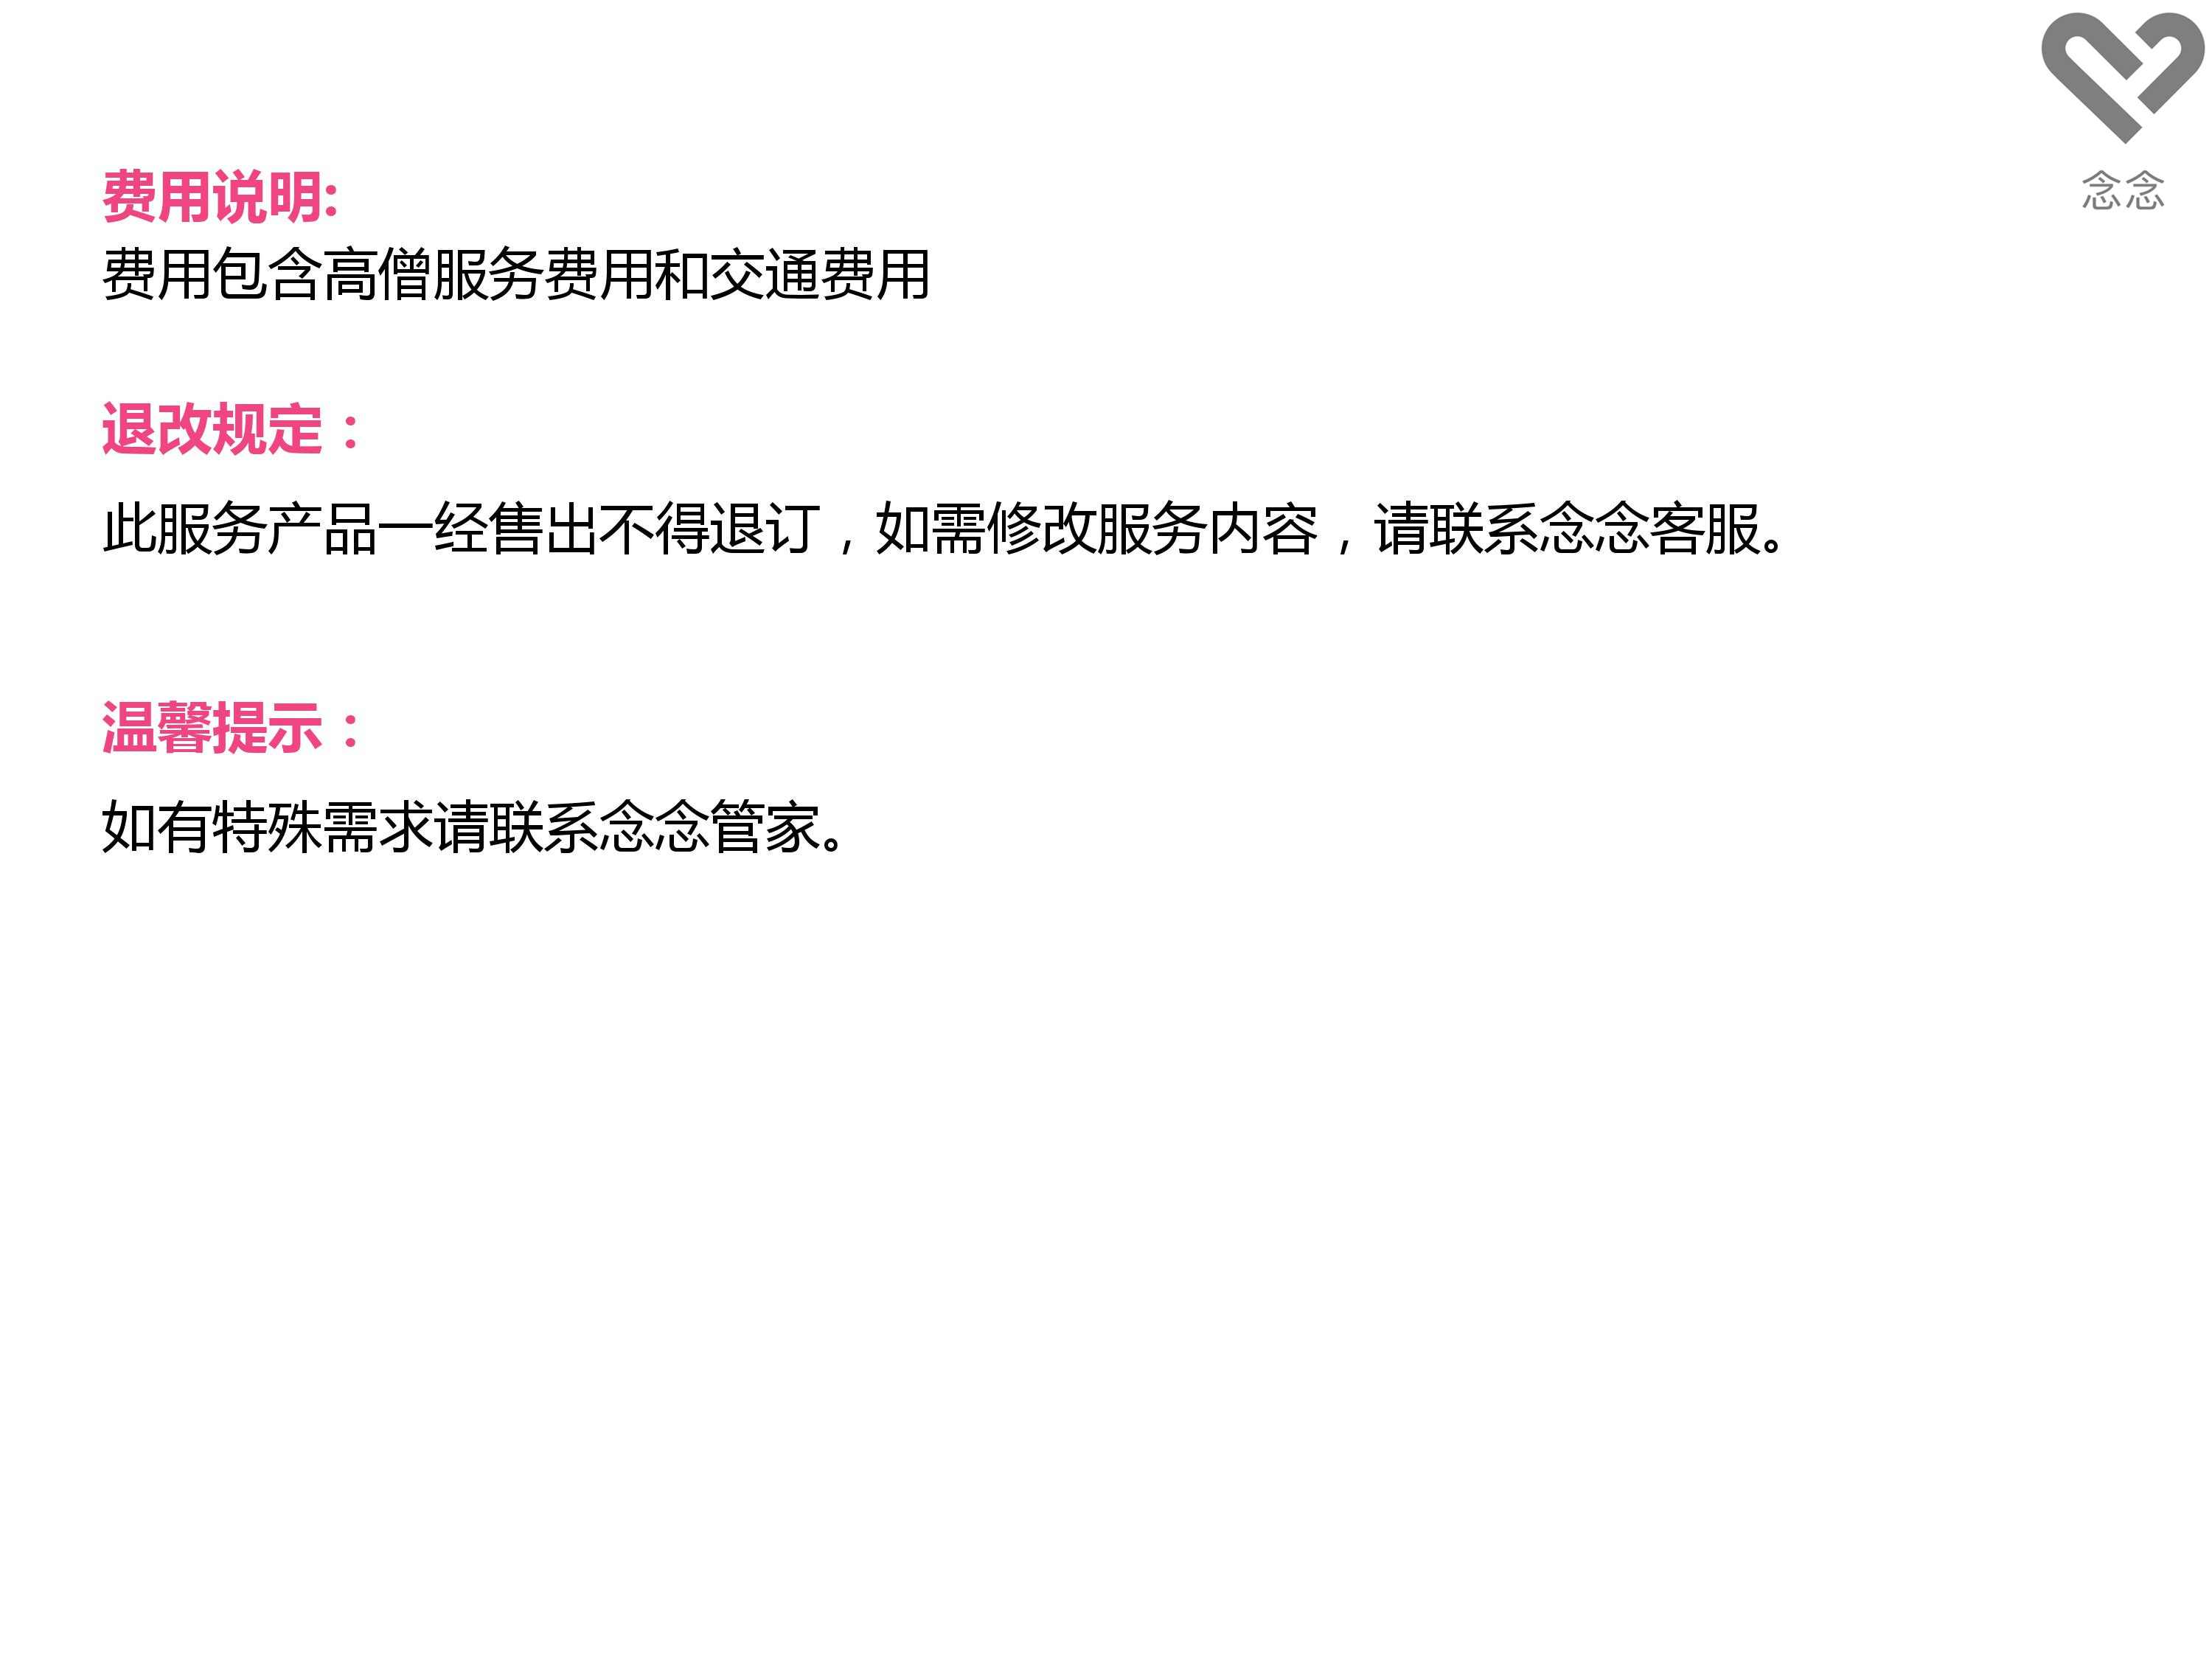 念念
费用说明:
费用包含高僧服务费用和交通费用
退改规定：
此服务产品一经售出不得退订，如需修改服务内容，请联系念念客服。
温馨提示：
如有特殊需求请联系念念管家。